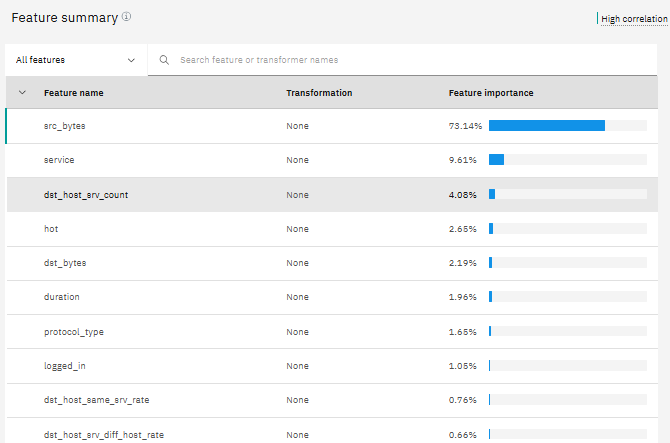 Feature summary
High correlation
All features Search feature or transformer names
Feature name Transformation Feature importance
src_bytes None 73.14%
service None 9.61%
dst_host_srv_count None 4.08%
hot None 2.65%
dst_bytes None 2.19%
duration None 1.96%
protocol_type None 1.65%
logged_in None 1.05%
dst_host_same_srv_rate None 0.76%
dst_host_srv_diff_host_rate None 0.66%